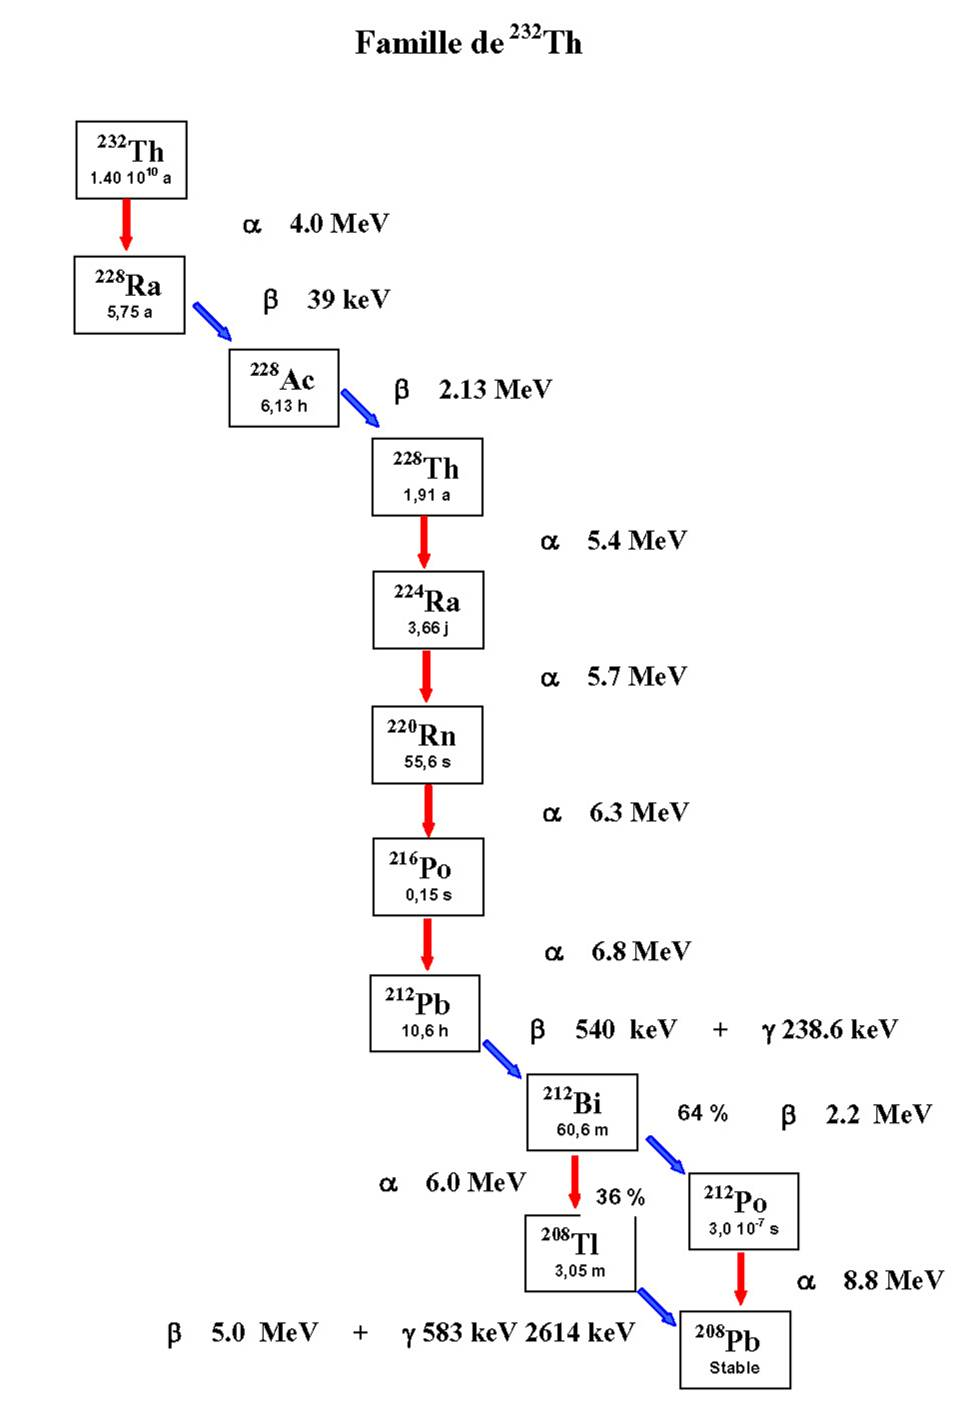 Famille de ²³²Th
²³²Th
1.40 10¹⁰ a
α 4.0 MeV
²²⁸Ra
5,75 a
β 39 keV
²²⁸Ac
6,13 h
β 2.13 MeV
²²⁸Th
1,91 a
α 5.4 MeV
²²⁴Ra
3,66 j
α 5.7 MeV
²²⁰Rn
55,6 s
α 6.3 MeV
²¹⁶Po
0,15 s
α 6.8 MeV
²¹²Pb
10,6 h
β 540 keV + γ 238.6 keV
²¹²Bi
60,6 m
64 % β 2.2 MeV
α 6.0 MeV
36 %
²¹²Po
3,0 10⁻⁷ s
²⁰⁸Tl
3,05 m
α 8.8 MeV
β 5.0 MeV + γ 583 keV 2614 keV
²⁰⁸Pb
Stable